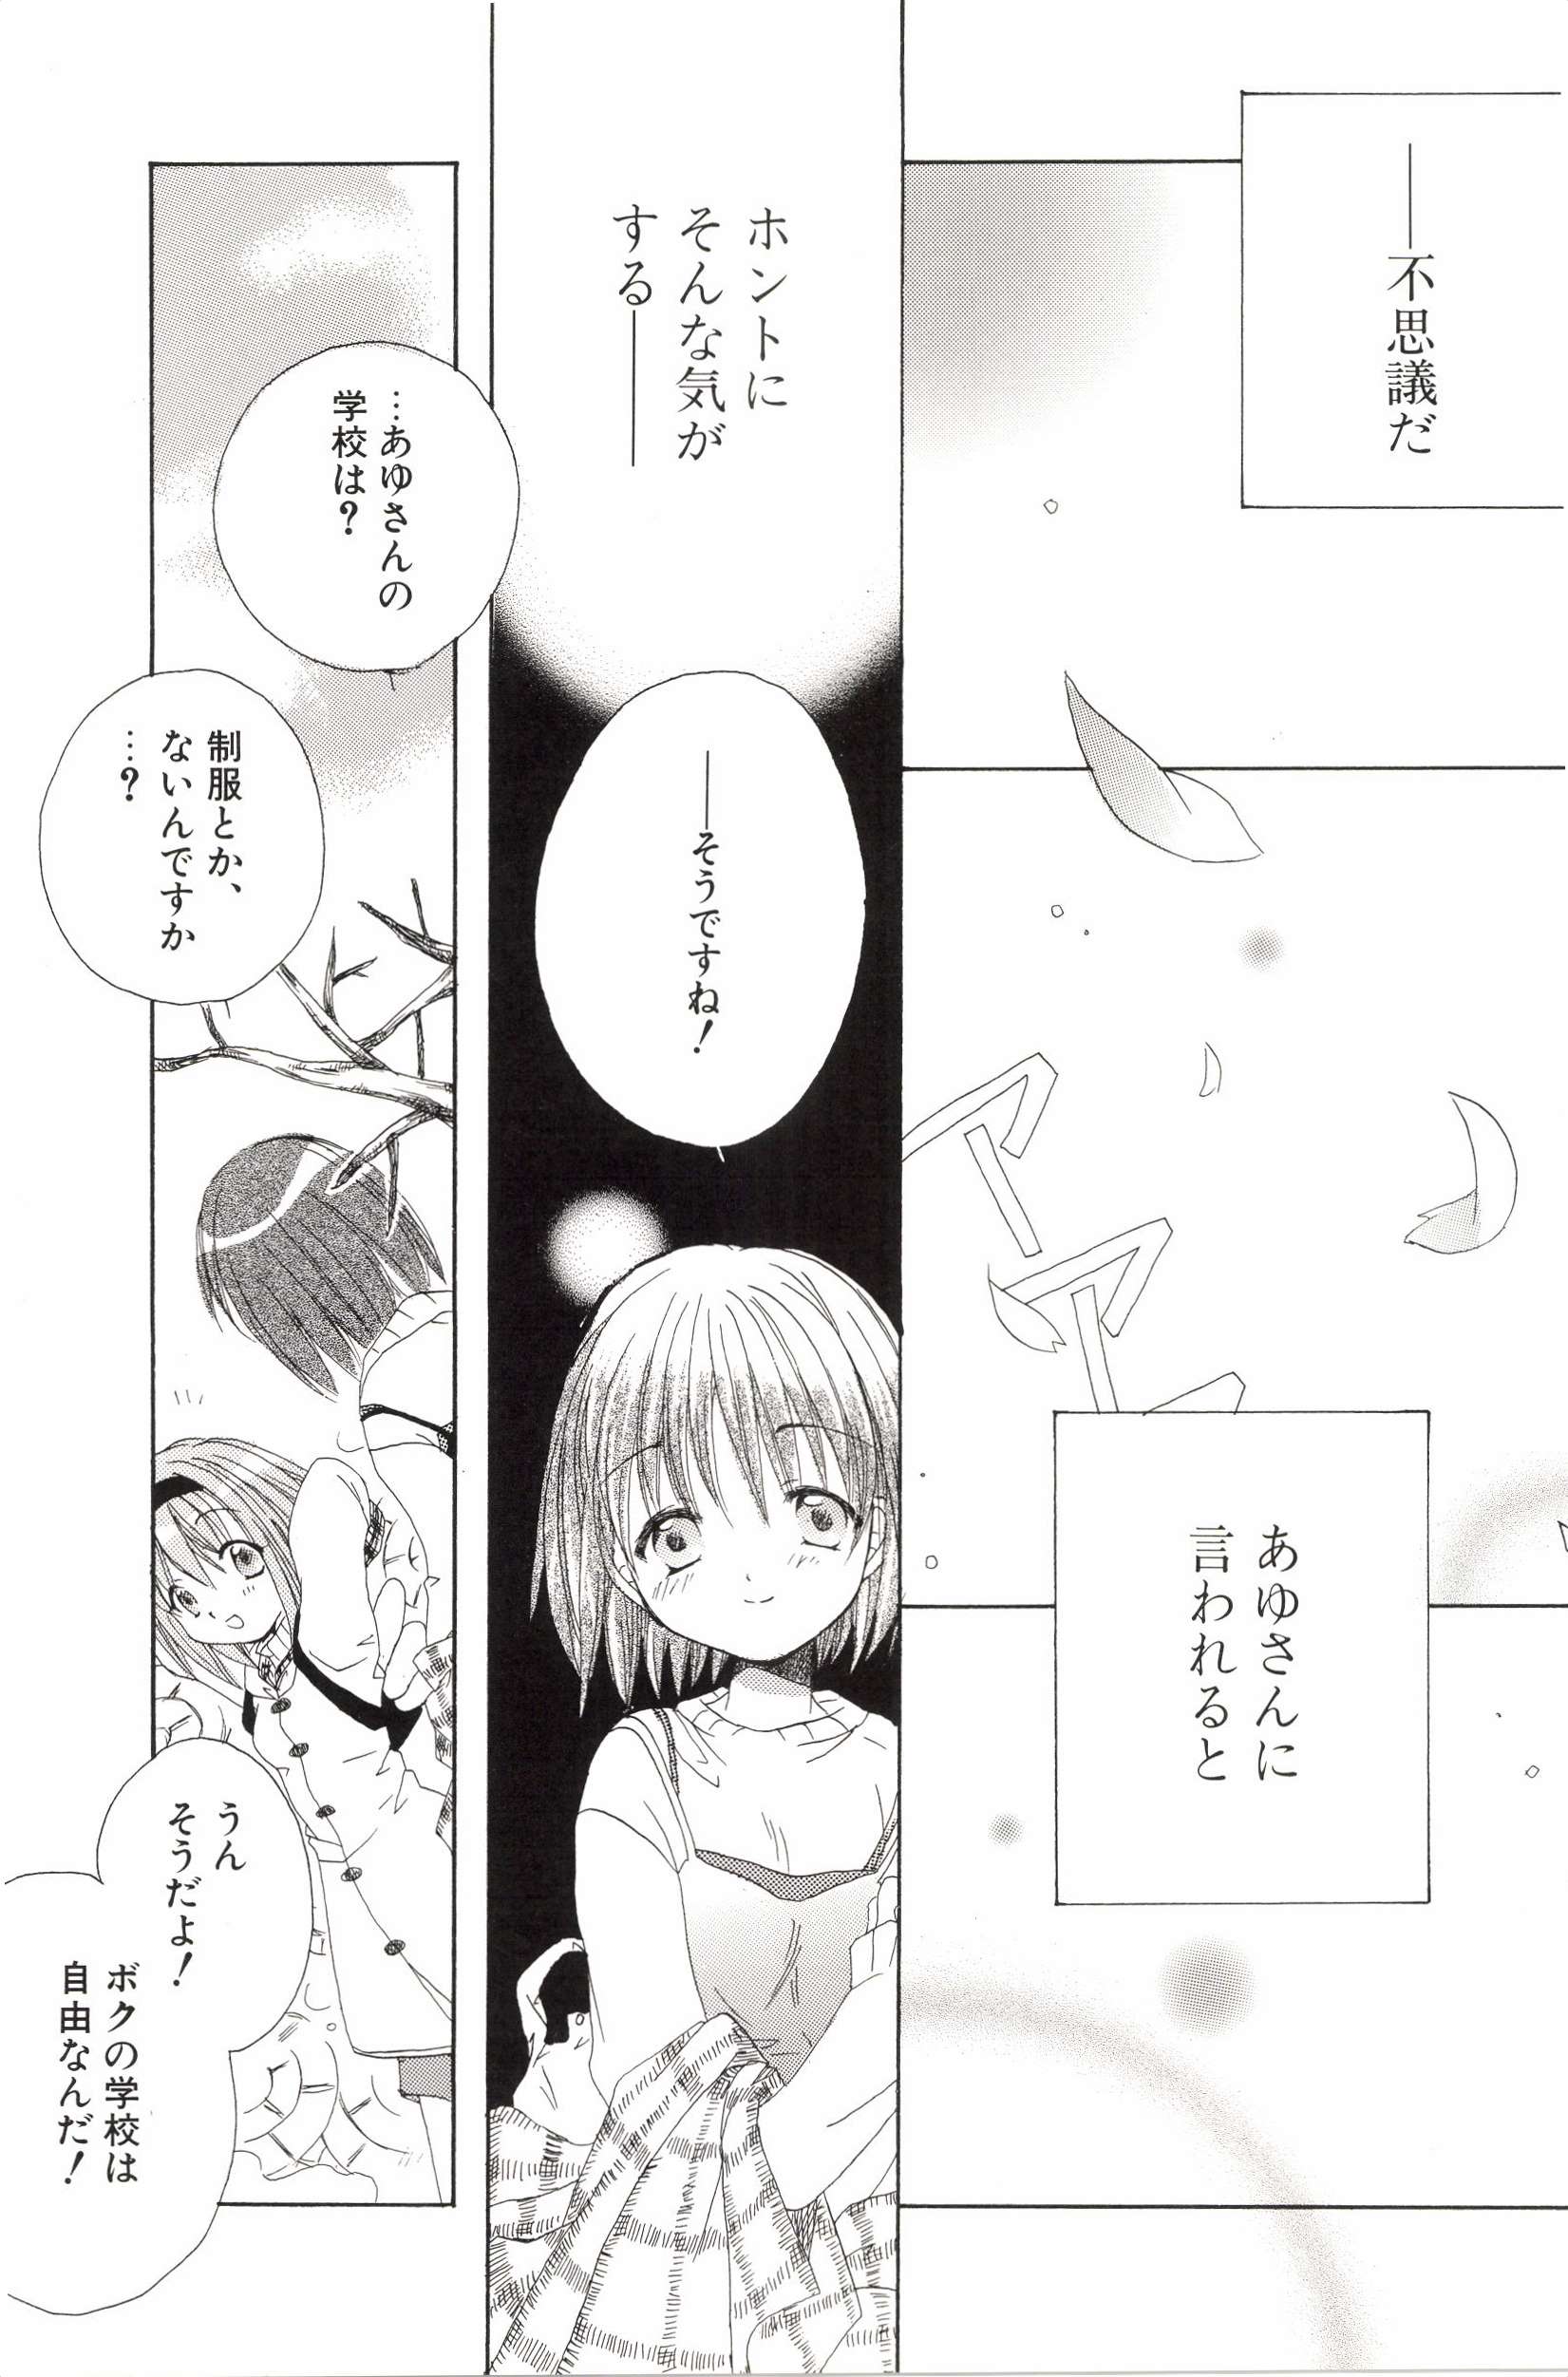 ――不思議だ
アアア
あゆさんに
言われると
ホントに
そんな気が
する――
――そうですね！
…あゆさんの
学校は？
制服とか、
ないんですか
…？
うん
そうだよ！
ボクの学校は
自由なんだ！